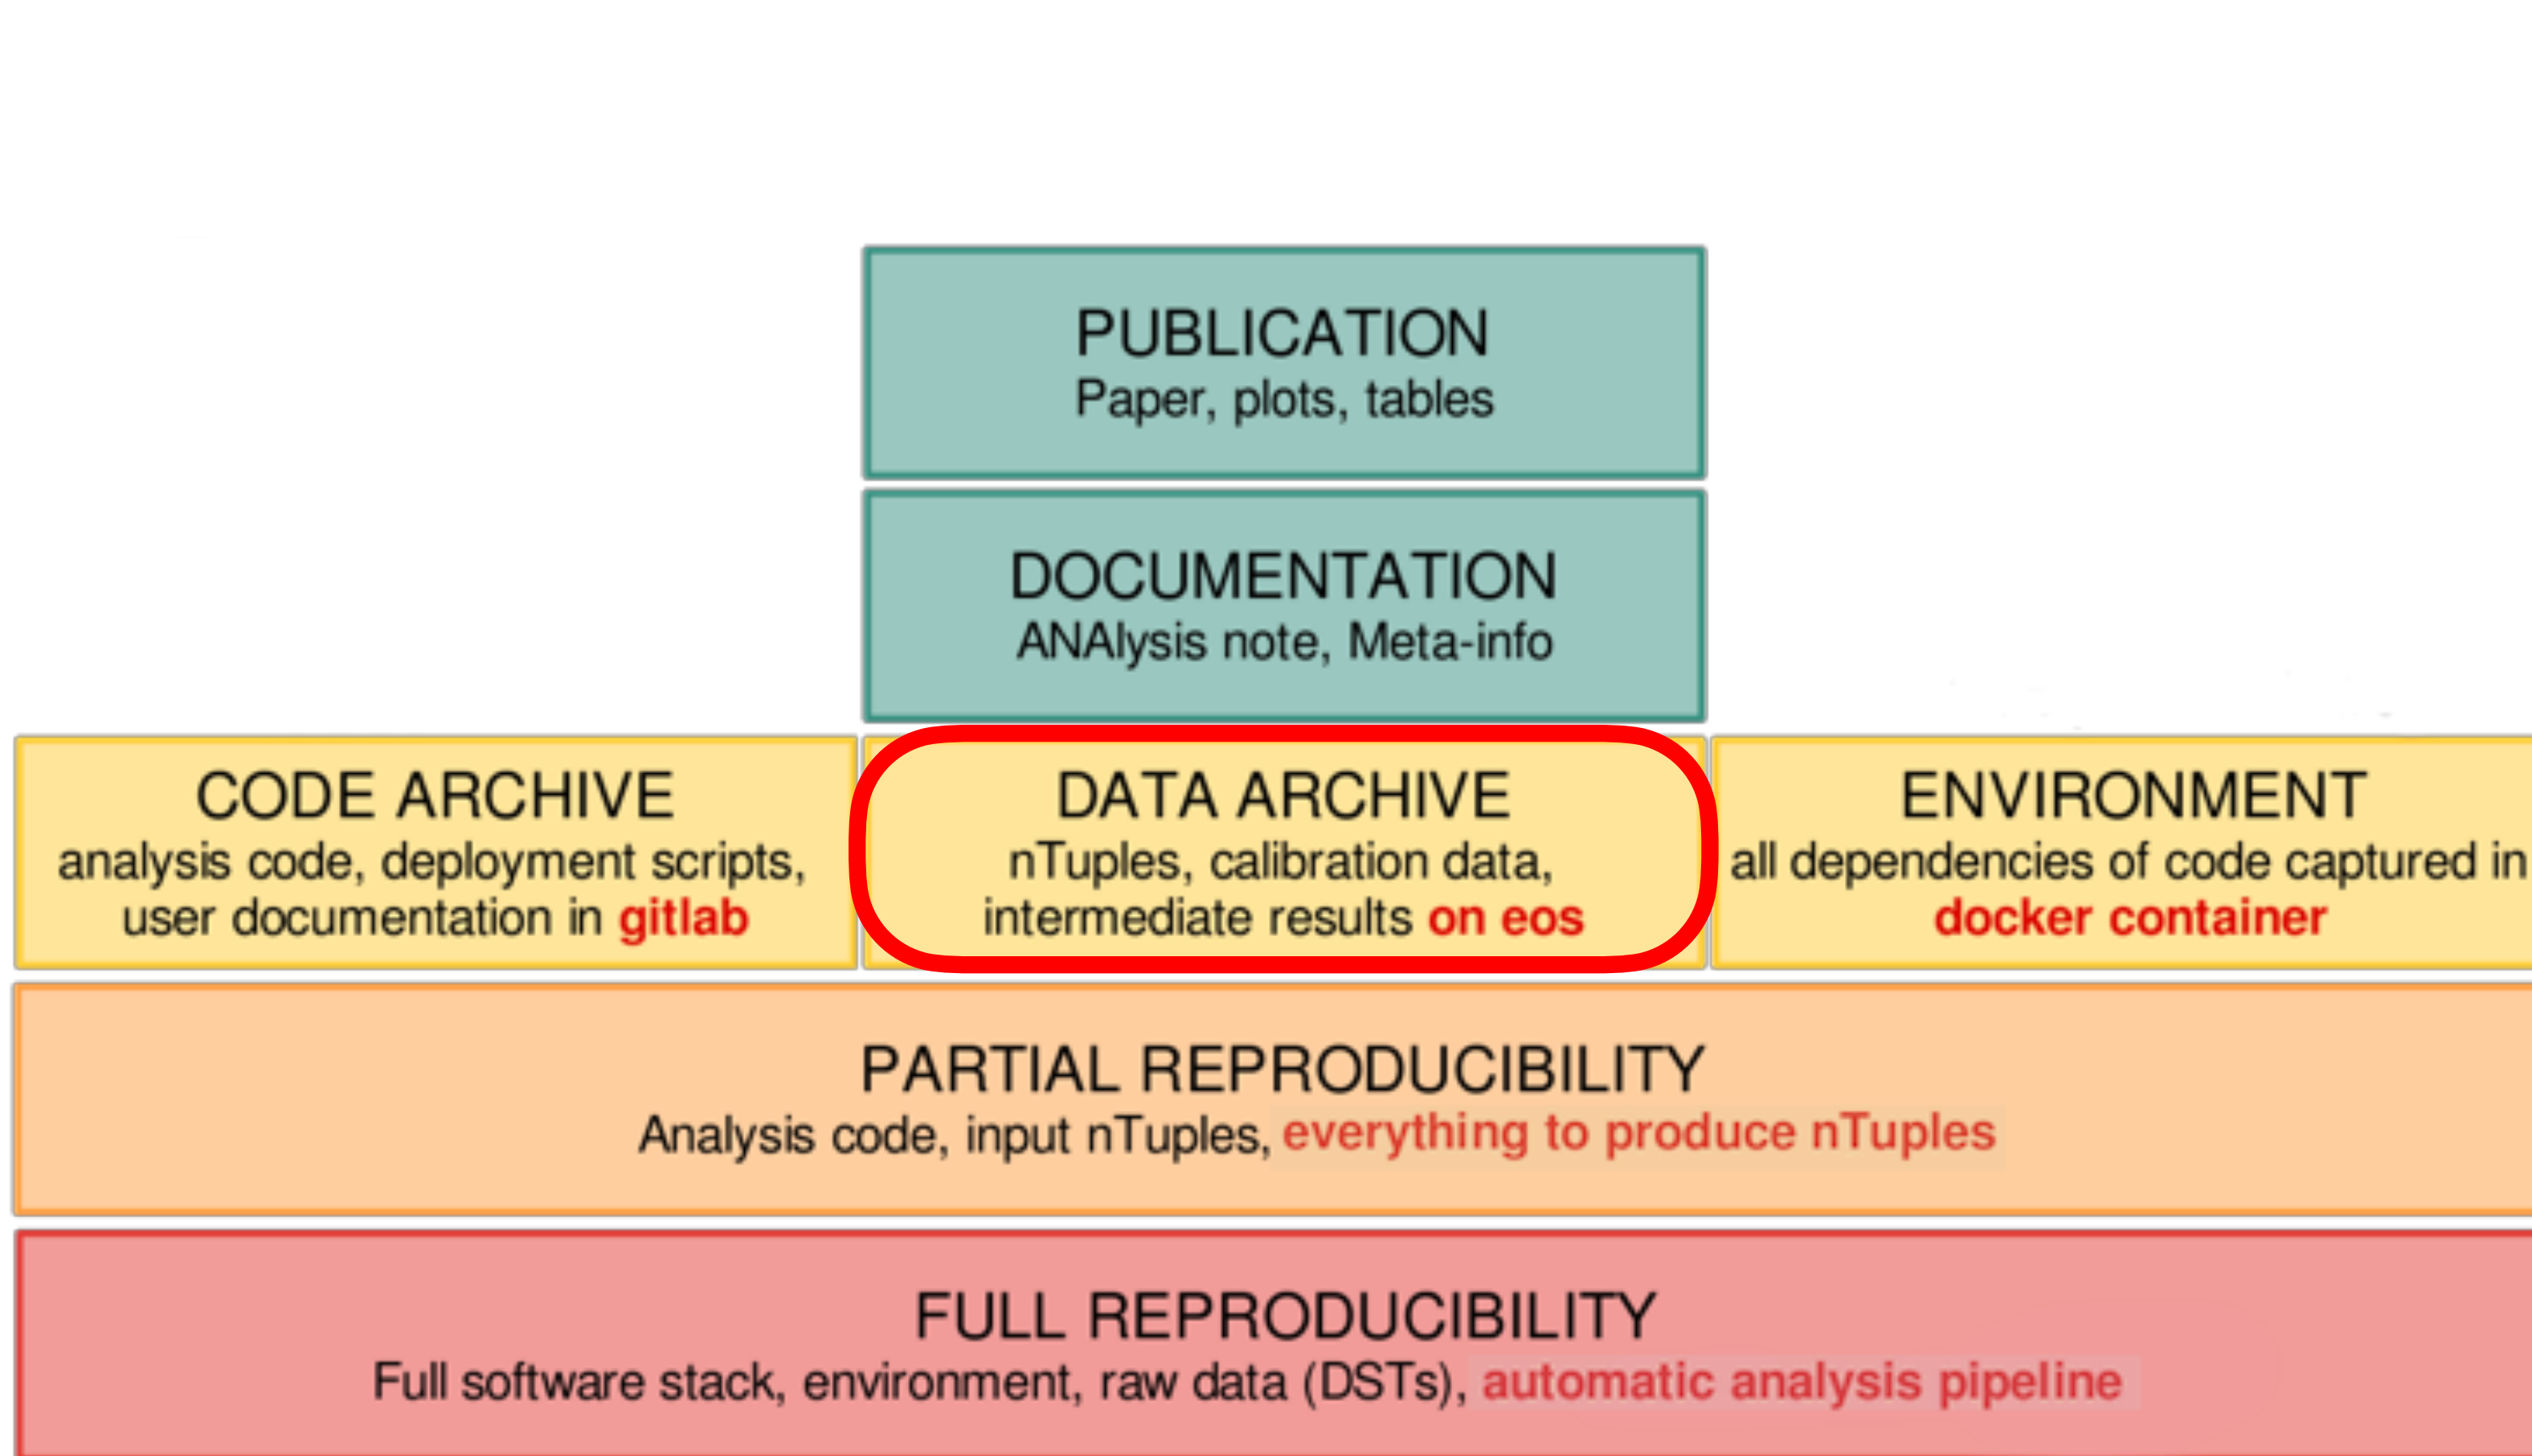 PUBLICATION
Paper, plots, tables
DOCUMENTATION
ANAlysis note, Meta-info
CODE ARCHIVE
analysis code, deployment scripts,
user documentation in gitlab
DATA ARCHIVE
nTuples, calibration data,
intermediate results on eos
ENVIRONMENT
all dependencies of code captured in
docker container
PARTIAL REPRODUCIBILITY
Analysis code, input nTuples, everything to produce nTuples
FULL REPRODUCIBILITY
Full software stack, environment, raw data (DSTs), automatic analysis pipeline